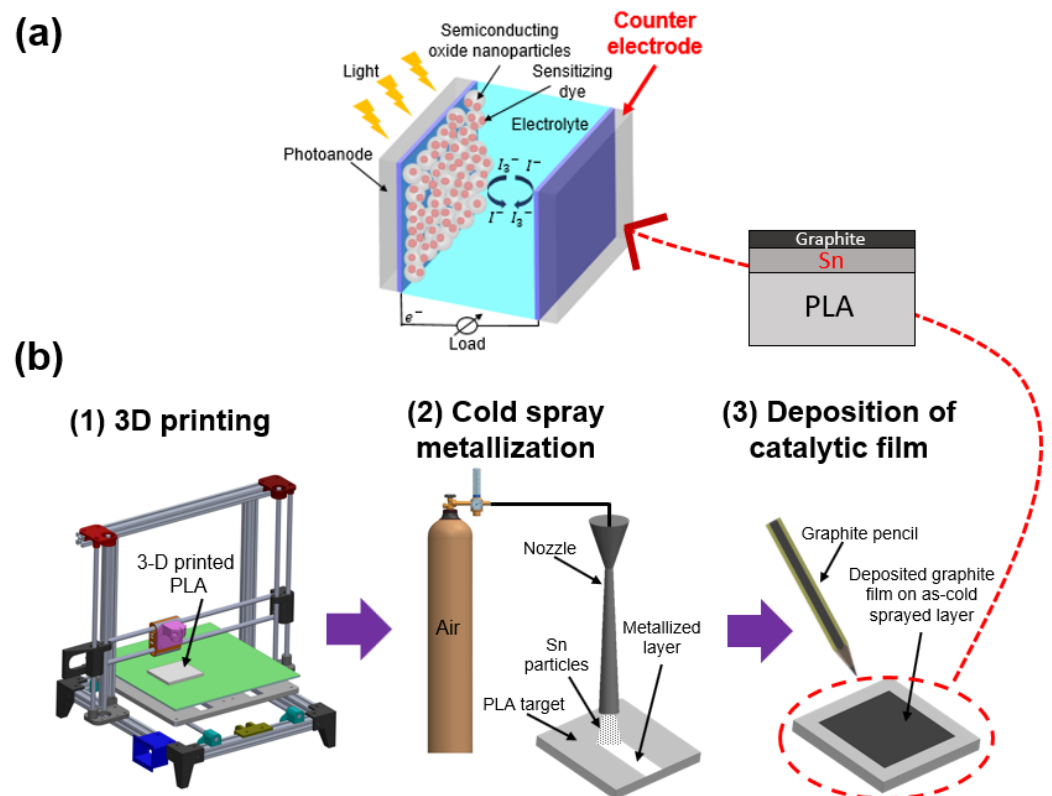 (a)
Semiconducting
oxide nanoparticles
Counter
electrode
Light
Sensitizing
dye
Electrolyte
Photoanode
I₃⁻ I⁻
I⁻ I₃⁻
e⁻
Load
Graphite
Sn
PLA
(b)
(1) 3D printing
(2) Cold spray
metallization
(3) Deposition of
catalytic film
3-D printed
PLA
Air
Nozzle
Sn
particles
Metallized
layer
PLA target
Graphite pencil
Deposited graphite
film on as-cold
sprayed layer